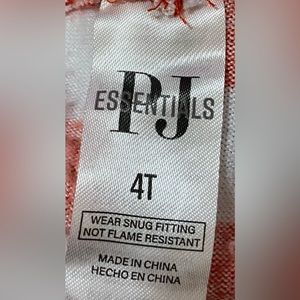 PJ
ESSENTIALS
4T
WEAR SNUG FITTING
NOT FLAME RESISTANT
MADE IN CHINA
HECHO EN CHINA